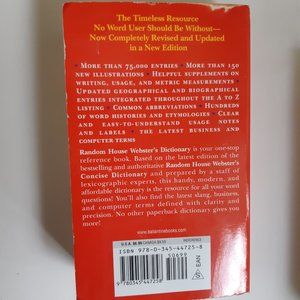 The Timeless Resource
No Word User Should Be Without—
Now Completely Revised and Updated
in a New Edition
• More than 75,000 entries • More than 150
new illustrations • Helpful supplements on
writing, usage, and metric measurements •
Updated geographical and biographical
entries integrated throughout the A to Z
listing • Common abbreviations • Hundreds
of word histories and etymologies • Clear
and easy-to-understand usage notes
and labels • The latest business and
computer terms
Random House Webster's Dictionary is your one-stop
reference book. Based on the latest edition of the
bestselling and authoritative Random House Webster's
Concise Dictionary and prepared by a staff of
lexicographic experts, this handy, modern, and
affordable dictionary is the resource for all your word
questions! You'll also find the latest slang, business,
and computer terms defined with clarity and
precision. No other paperback dictionary gives you
more!
www.ballantinebooks.com
REFERENCE
ISBN 978-0-345-44725-8
50699
9 780345 447258
EAN